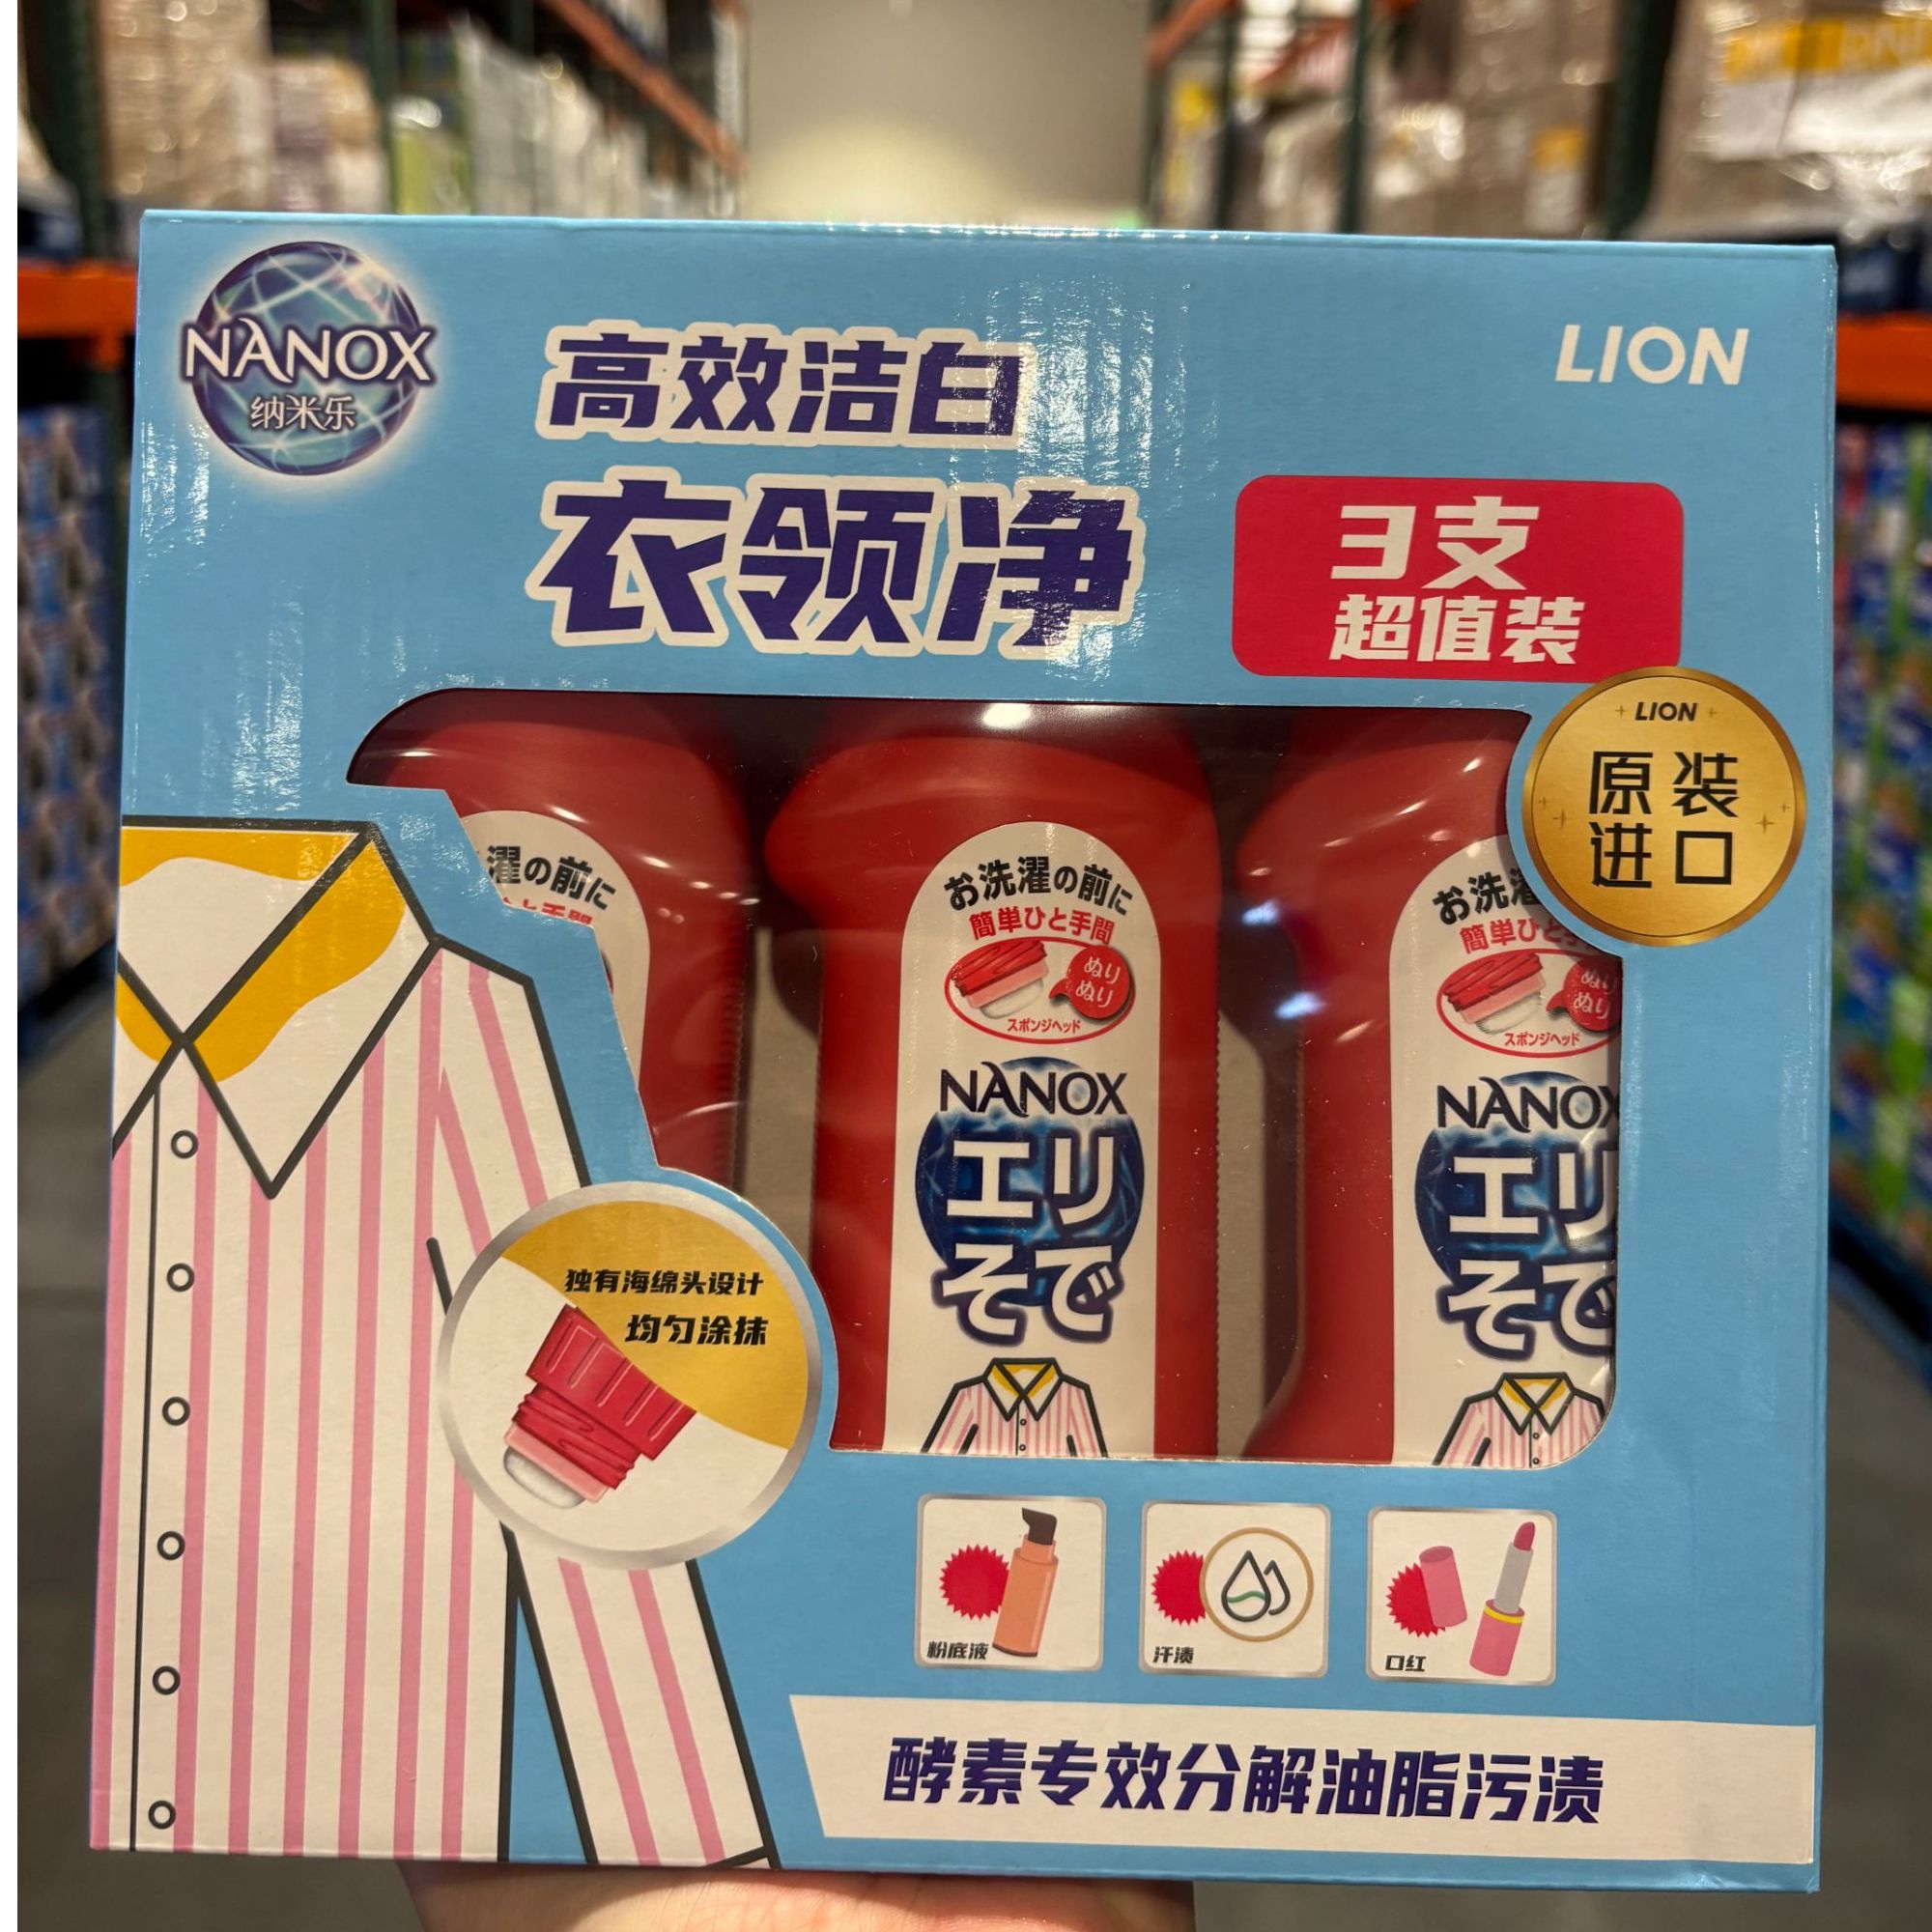 NANOX
纳米乐
高效洁白
衣领净
LION
3支
超值装
LION
原装
进口
濯の前に
お洗濯の前に
簡単ひと手間
ぬり
ぬり
スポンジヘッド
NANOX
エリ
そで
お洗
簡単ひと
ぬり
ぬり
スポンジヘッド
NANOX
エリ
そで
独有海绵头设计
均匀涂抹
粉底液
汗渍
口红
酵素专效分解油脂污渍